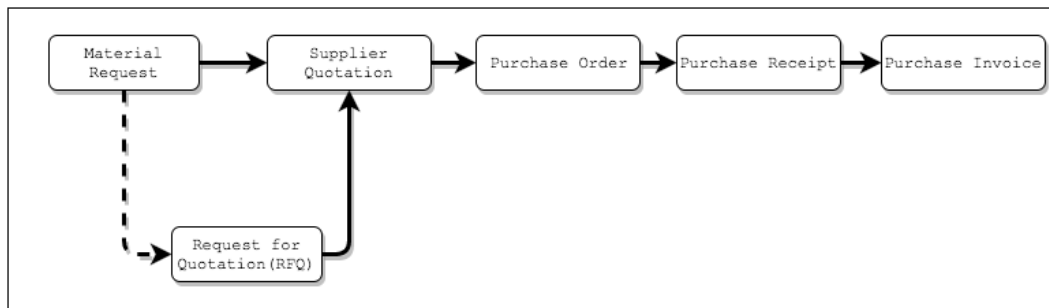 Material
Request
Supplier
Quotation
Purchase Order
Purchase Receipt
Purchase Invoice
Request for
Quotation(RFQ)